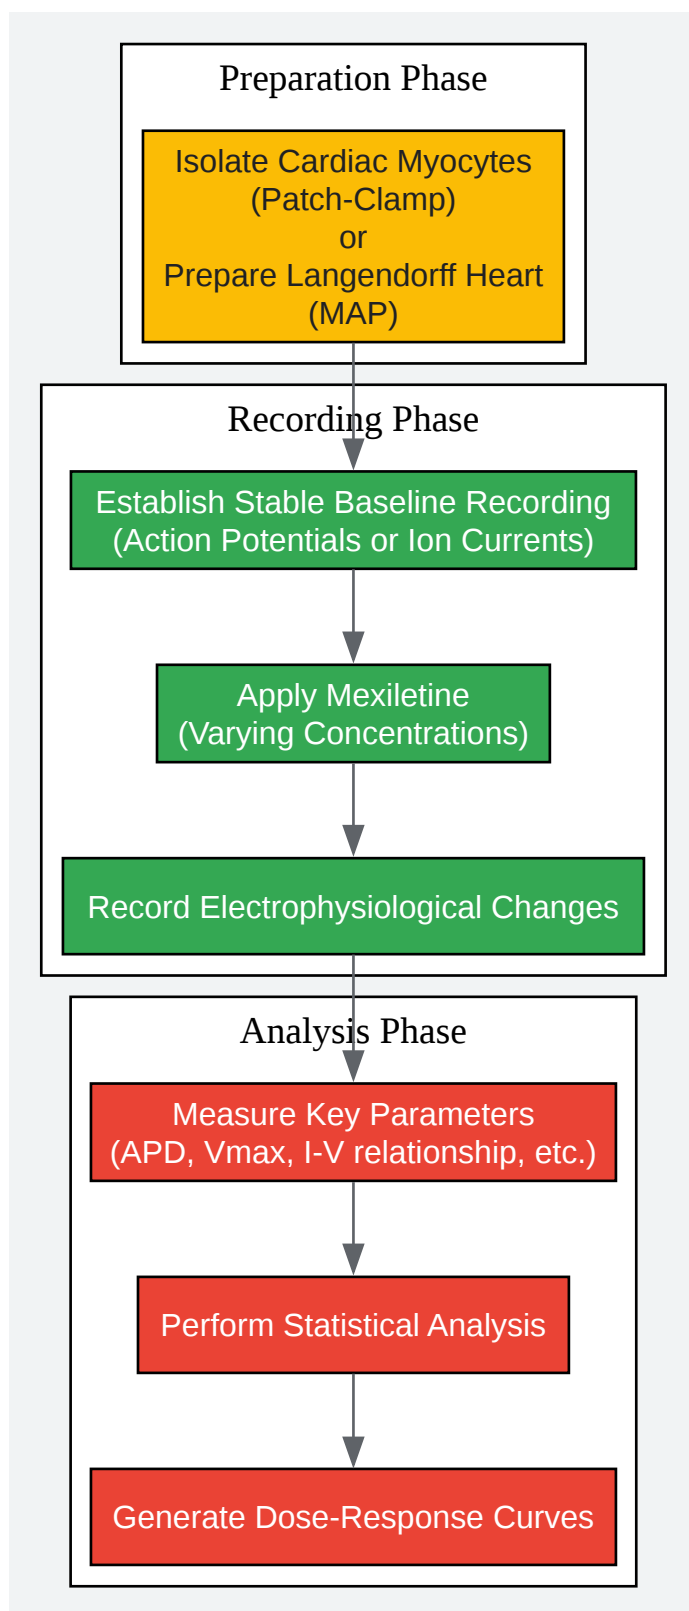 Preparation Phase
Isolate Cardiac Myocytes
(Patch-Clamp)
or
Prepare Langendorff Heart
(MAP)
Recording Phase
Establish Stable Baseline Recording
(Action Potentials or Ion Currents)
Apply Mexiletine
(Varying Concentrations)
Record Electrophysiological Changes
Analysis Phase
Measure Key Parameters
(APD, Vmax, I-V relationship, etc.)
Perform Statistical Analysis
Generate Dose-Response Curves